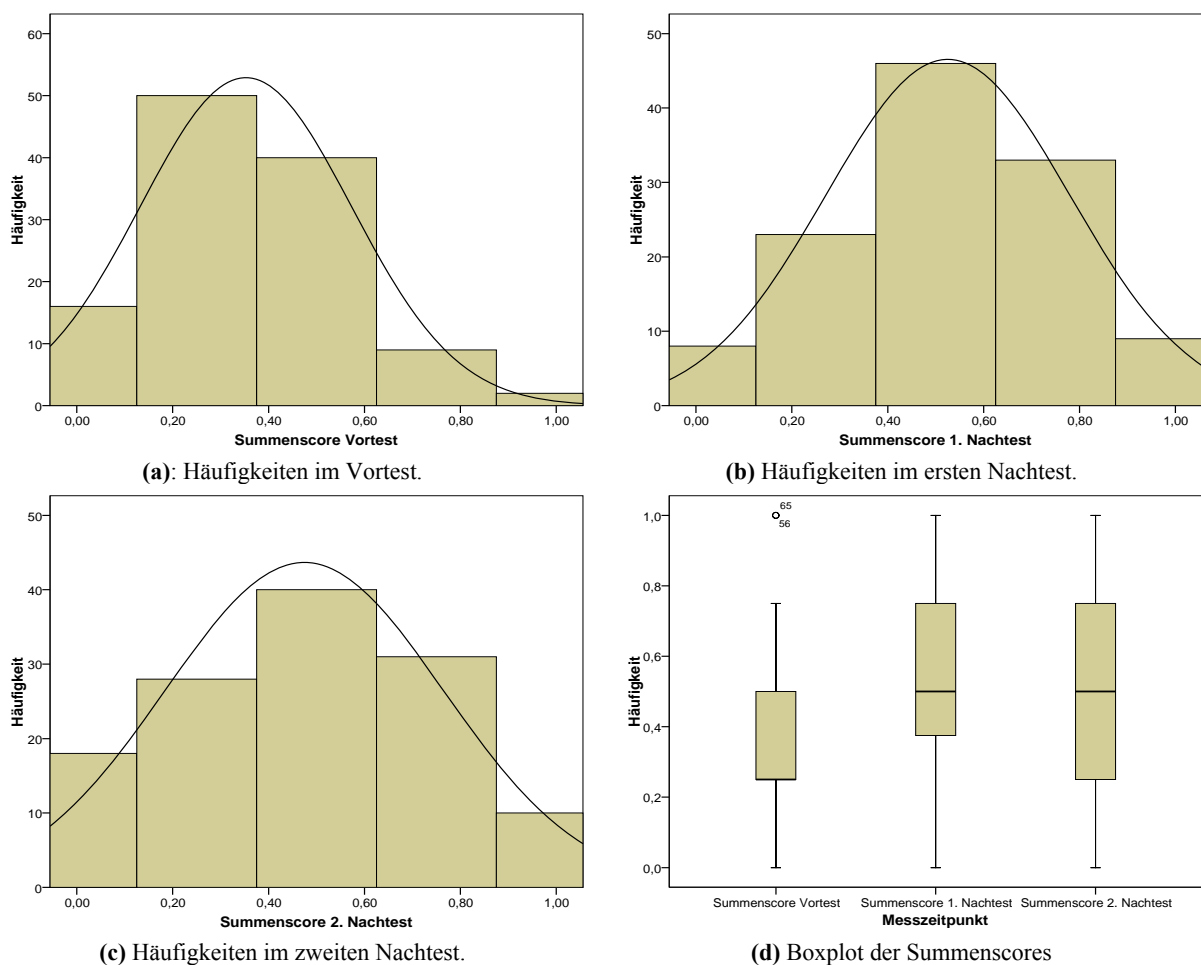 60
50
40
30
20
10
0
Häufigkeit
0,00 0,20 0,40 0,60 0,80 1,00
Summenscore Vortest
(a): Häufigkeiten im Vortest.
50
40
30
20
10
0
Häufigkeit
0,00 0,20 0,40 0,60 0,80 1,00
Summenscore 1. Nachtest
(b) Häufigkeiten im ersten Nachtest.
50
40
30
20
10
0
Häufigkeit
0,00 0,20 0,40 0,60 0,80 1,00
Summenscore 2. Nachtest
(c) Häufigkeiten im zweiten Nachtest.
1,0
0,8
0,6
0,4
0,2
0,0
Häufigkeit
65
56
Summenscore Vortest Summenscore 1. Nachtest Summenscore 2. Nachtest
Messzeitpunkt
(d) Boxplot der Summenscores